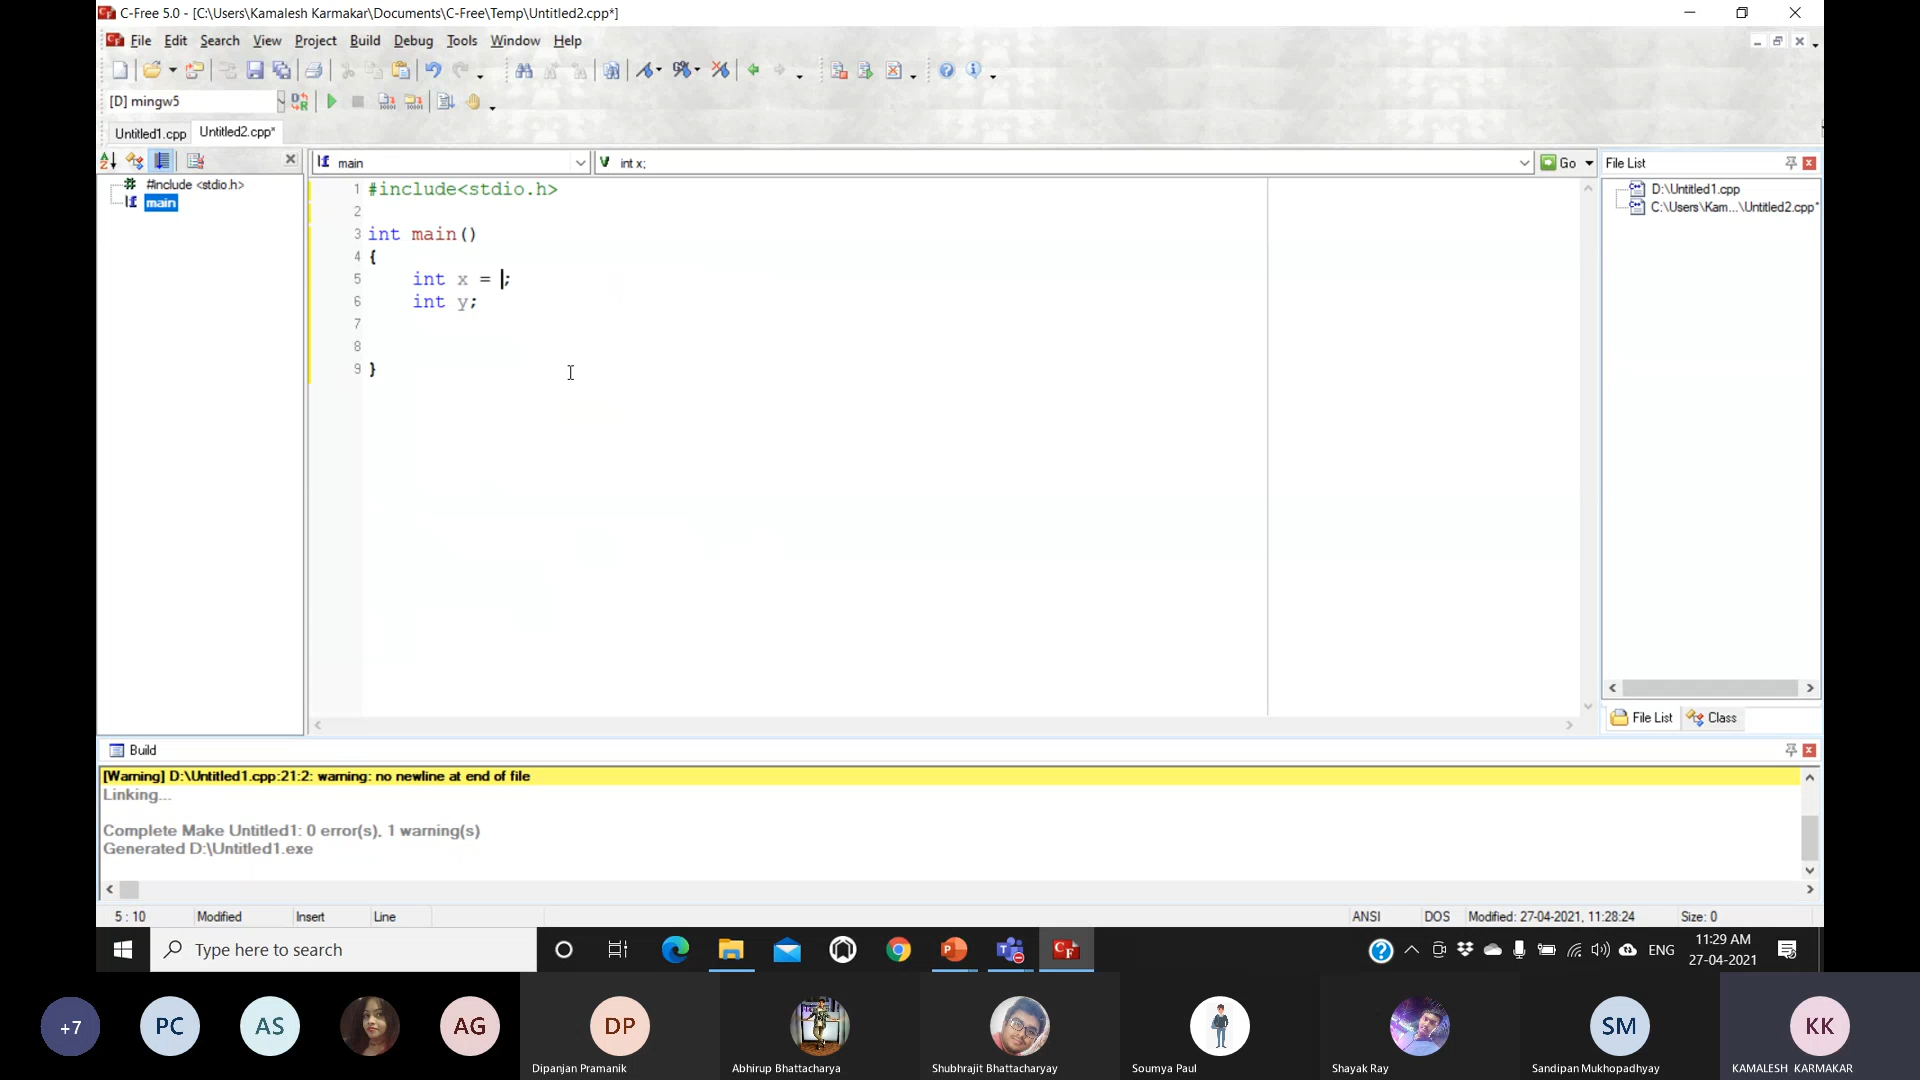 C-Free 5.0 - [C:\Users\Kamalesh Karmakar\Documents\C-Free\Temp\Untitled2.cpp*]
File Edit Search View Project Build Debug Tools Window Help
[D] mingw5
Untitled1.cpp Untitled2.cpp*
main int x; Go File List
#include <stdio.h>
main
1 #include<stdio.h>
2
3 int main()
4 {
5 int x = ;
6 int y;
7
8
9 }
D:\Untitled1.cpp
C:\Users\Kam...\Untitled2.cpp*
File List Class
Build
[Warning] D:\Untitled1.cpp:21:2: warning: no newline at end of file
Linking...
Complete Make Untitled1: 0 error(s), 1 warning(s)
Generated D:\Untitled1.exe
5 : 10 Modified Insert Line ANSI DOS Modified: 27-04-2021, 11:28:24 Size: 0
Type here to search
ENG
11:29 AM
27-04-2021
+7 PC AS AG DP SM KK
Dipanjan Pramanik Abhirup Bhattacharya Shubhrajit Bhattacharyay Soumya Paul Shayak Ray Sandipan Mukhopadhyay KAMALESH KARMAKAR